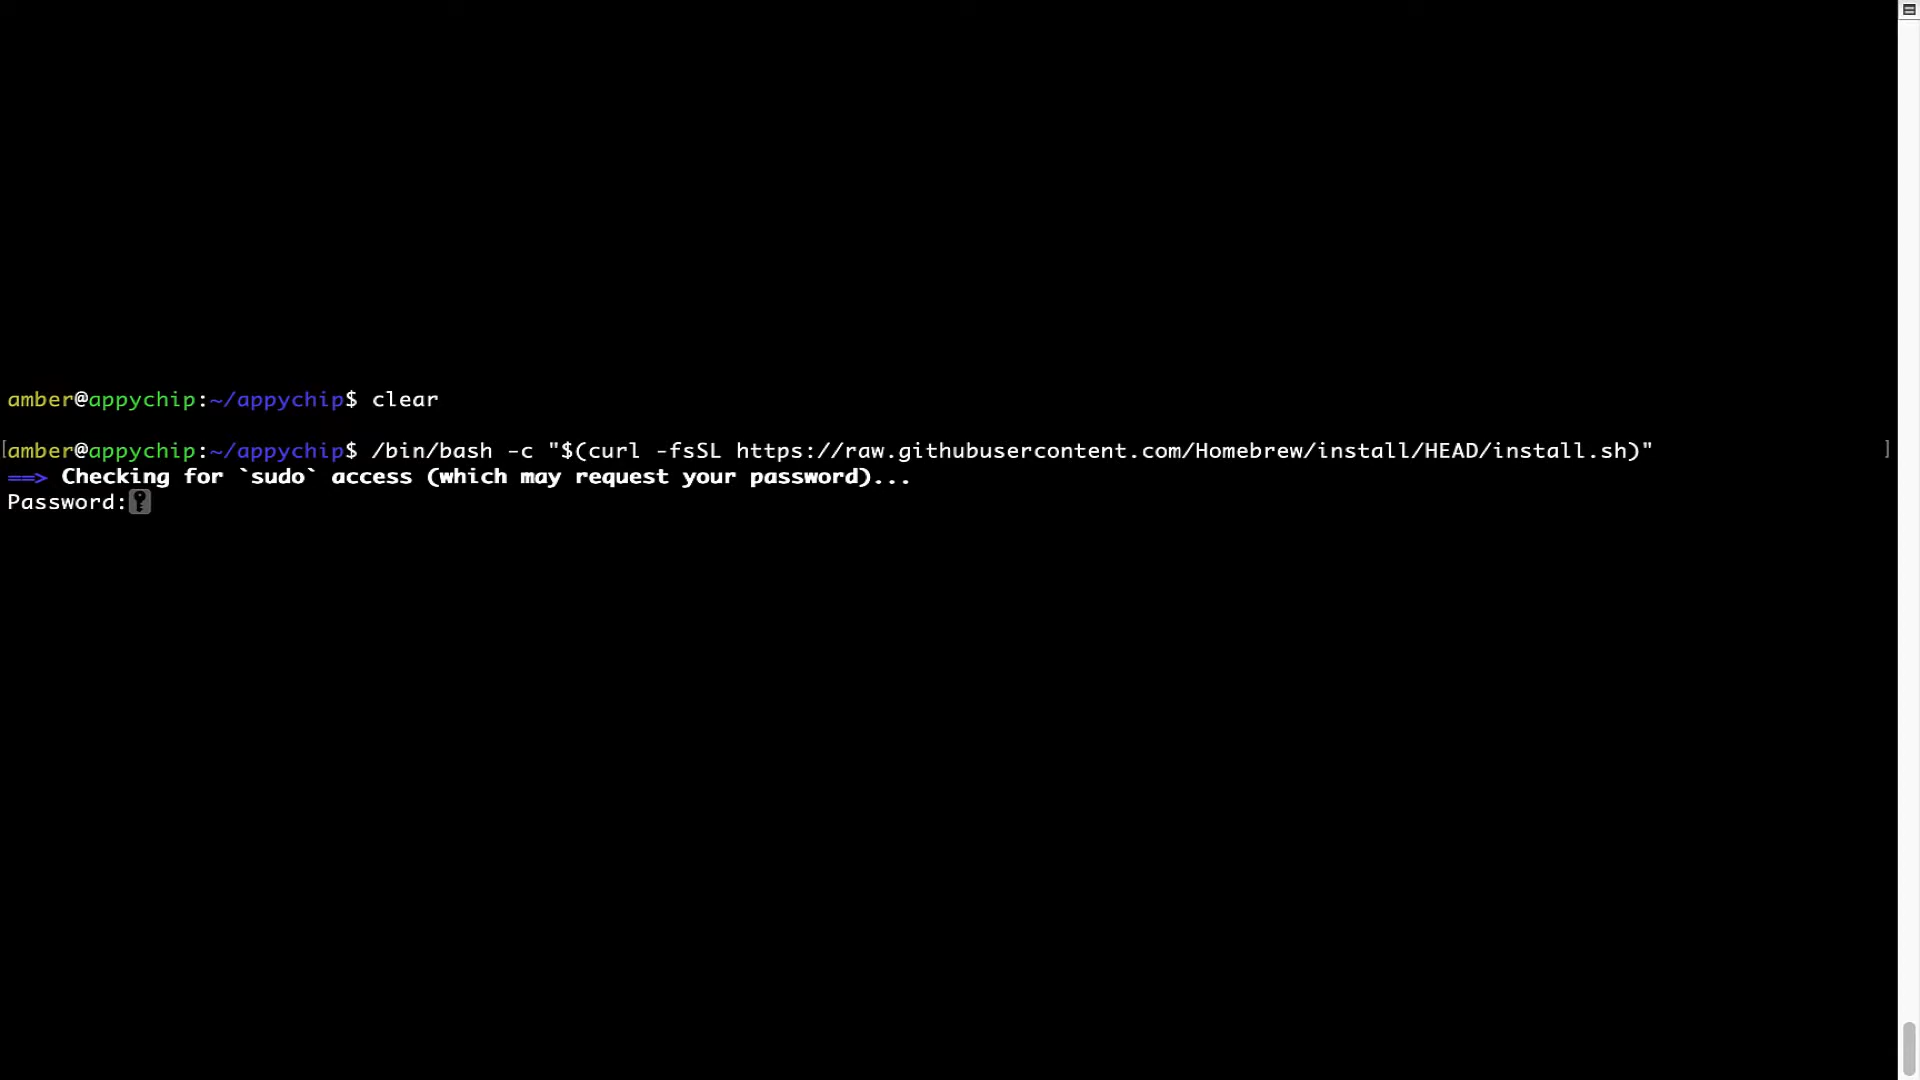 amber@appychip:~/appychip$ clear
[amber@appychip:~/appychip$ /bin/bash -c "$(curl -fsSL https://raw.githubusercontent.com/Homebrew/install/HEAD/install.sh)" ]
==> Checking for `sudo` access (which may request your password)...
Password: